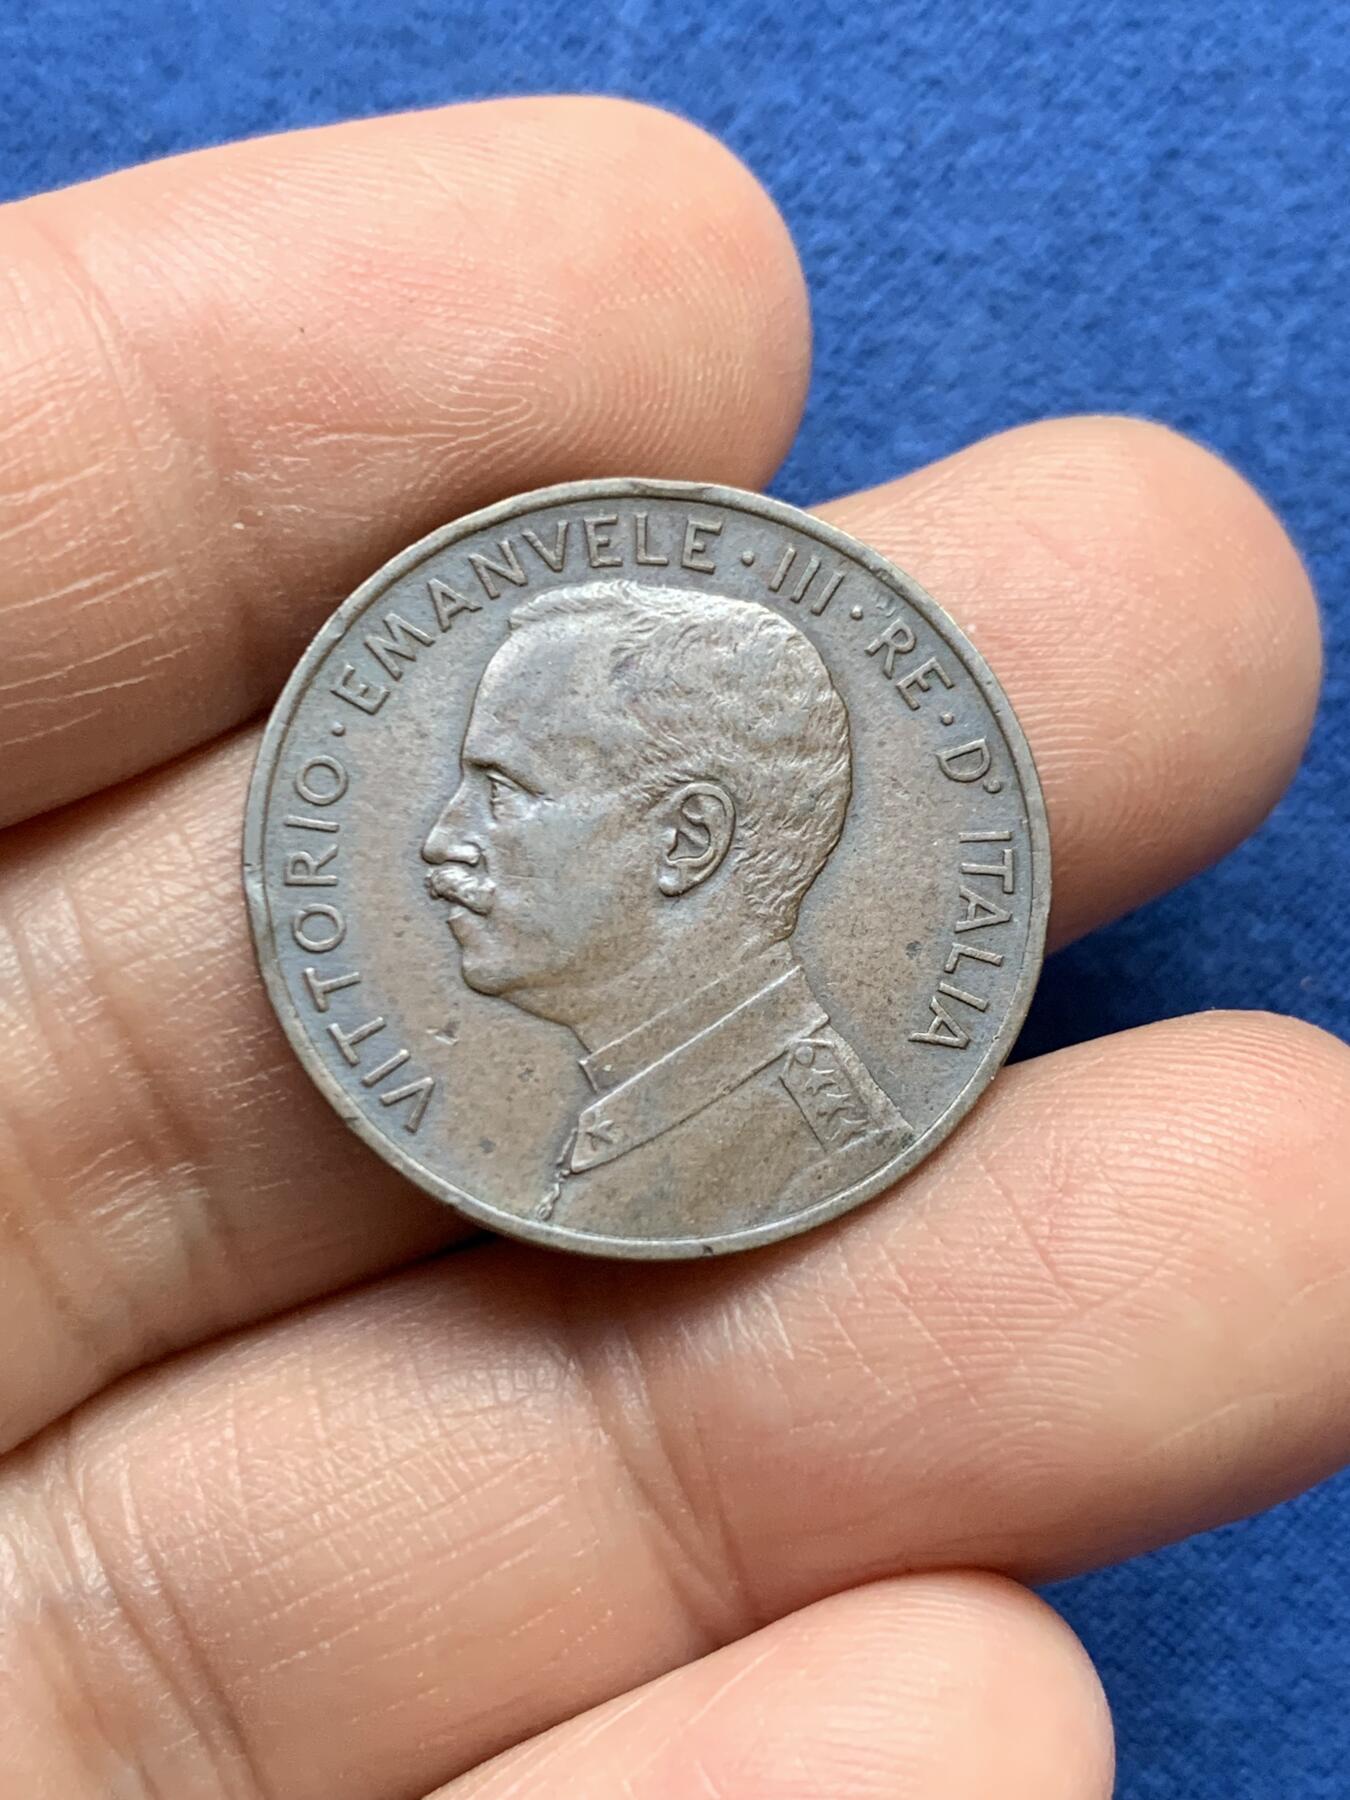 VITTORIO · EMANVELE · III · RE · D' ITALIA